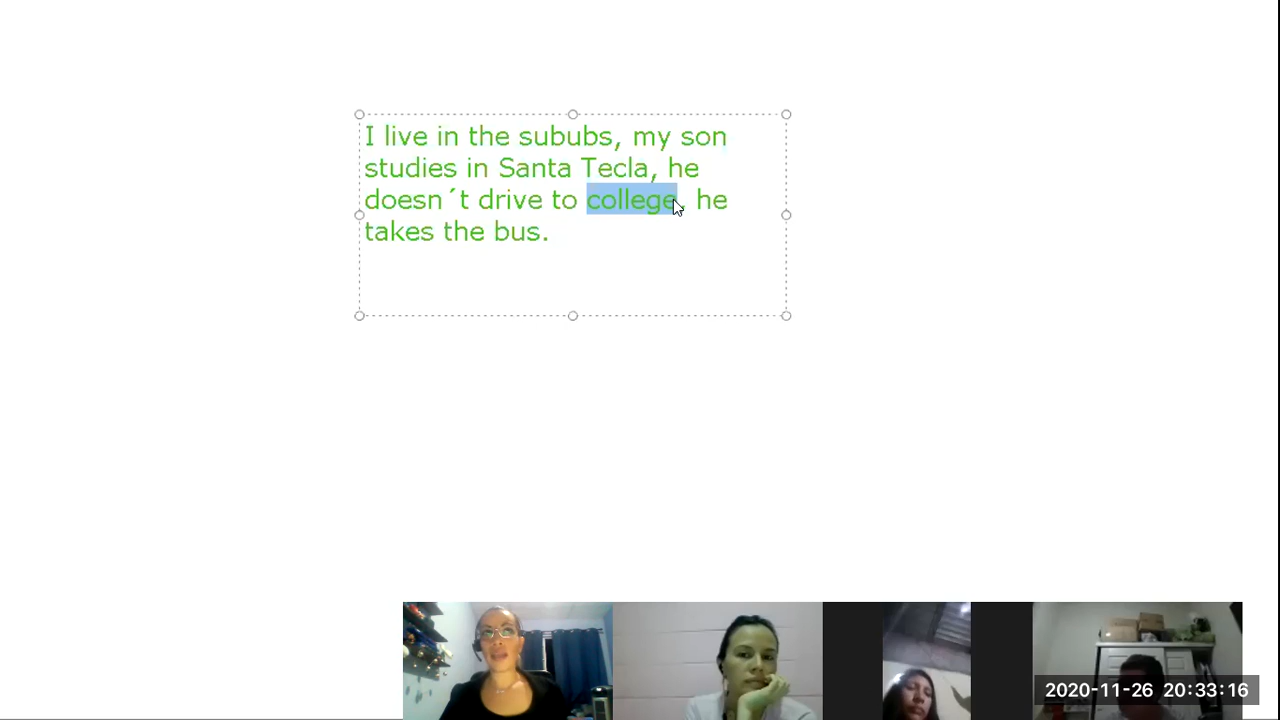 I live in the sububs, my son
studies in Santa Tecla, he
doesn´t drive to college, he
takes the bus.
2020-11-26 20:33:16